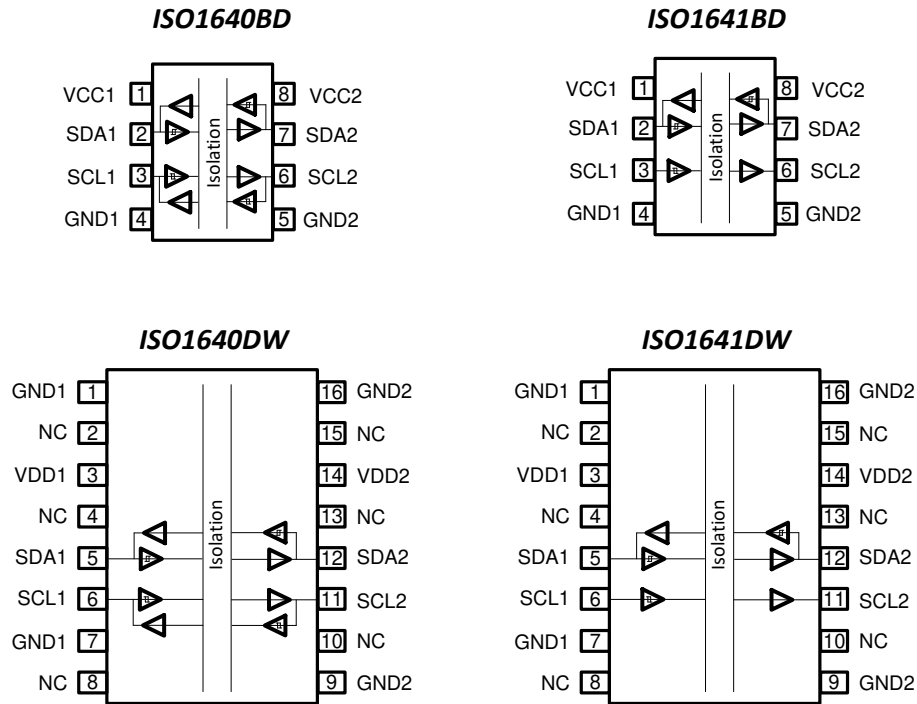 ISO1640BD
VCC1 1 8 VCC2
SDA1 2 7 SDA2
SCL1 3 6 SCL2
GND1 4 5 GND2
Isolation
ISO1641BD
VCC1 1 8 VCC2
SDA1 2 7 SDA2
SCL1 3 6 SCL2
GND1 4 5 GND2
Isolation
ISO1640DW
GND1 1 16 GND2
NC 2 15 NC
VDD1 3 14 VDD2
NC 4 13 NC
SDA1 5 12 SDA2
SCL1 6 11 SCL2
GND1 7 10 NC
NC 8 9 GND2
Isolation
ISO1641DW
GND1 1 16 GND2
NC 2 15 NC
VDD1 3 14 VDD2
NC 4 13 NC
SDA1 5 12 SDA2
SCL1 6 11 SCL2
GND1 7 10 NC
NC 8 9 GND2
Isolation